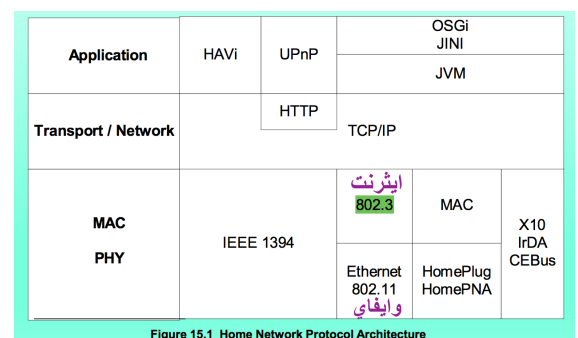 Application
HAVi
UPnP
OSGi
JINI
JVM
Transport / Network
HTTP
TCP/IP
MAC
PHY
IEEE 1394
ايثرنت
802.3
MAC
Ethernet
802.11
وايفاي
HomePlug
HomePNA
X10
IrDA
CEBus
Figure 15.1 Home Network Protocol Architecture